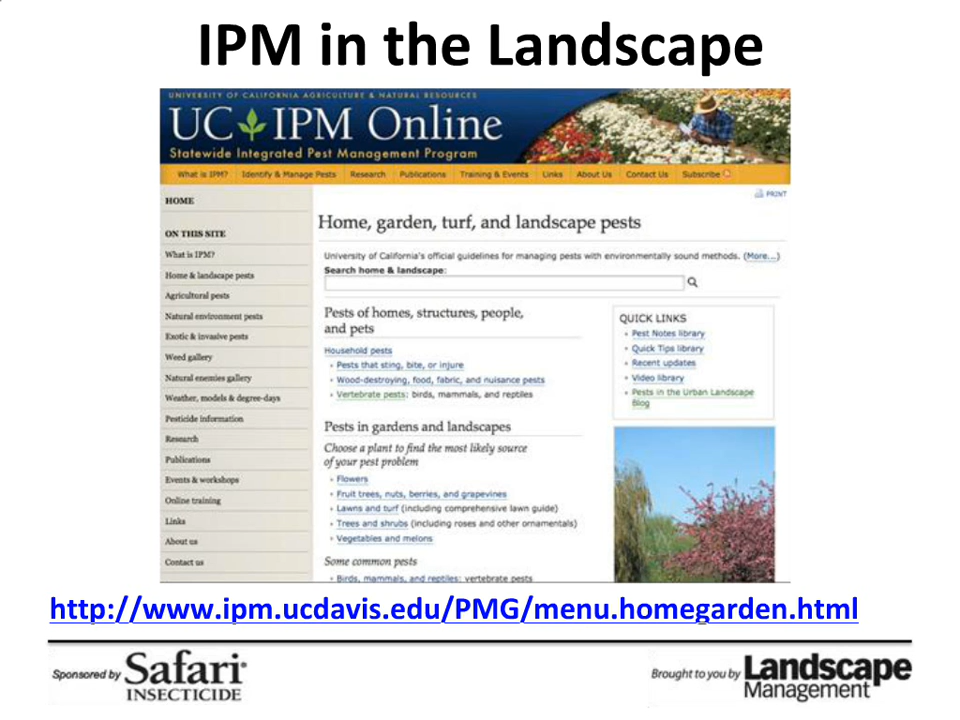 IPM in the Landscape
UNIVERSITY OF CALIFORNIA AGRICULTURE & NATURAL RESOURCES
UC IPM Online
Statewide Integrated Pest Management Program
What is IPM? Identify & Manage Pests Research Publications Training & Events Links About Us Contact Us Subscribe
PRINT
HOME
ON THIS SITE
What is IPM?
Home & landscape pests
Agricultural pests
Natural environment pests
Exotic & invasive pests
Weed gallery
Natural enemies gallery
Weather, models & degree-days
Pesticide information
Research
Publications
Events & workshops
Online training
Links
About us
Contact us
Home, garden, turf, and landscape pests
University of California's official guidelines for managing pests with environmentally sound methods. (More...)
Search home & landscape:
Pests of homes, structures, people,
and pets
Household pests
Pests that sting, bite, or injure
Wood-destroying, food, fabric, and nuisance pests
Vertebrate pests: birds, mammals, and reptiles
Pests in gardens and landscapes
Choose a plant to find the most likely source
of your pest problem
Flowers
Fruit trees, nuts, berries, and grapevines
Lawns and turf (including comprehensive lawn guide)
Trees and shrubs (including roses and other ornamentals)
Vegetables and melons
Some common pests
Birds, mammals, and reptiles: vertebrate pests
QUICK LINKS
Pest Notes library
Quick Tips library
Recent updates
Video library
Pests in the Urban Landscape
Blog
http://www.ipm.ucdavis.edu/PMG/menu.homegarden.html
Sponsored by Safari®
INSECTICIDE
Brought to you by Landscape
Management